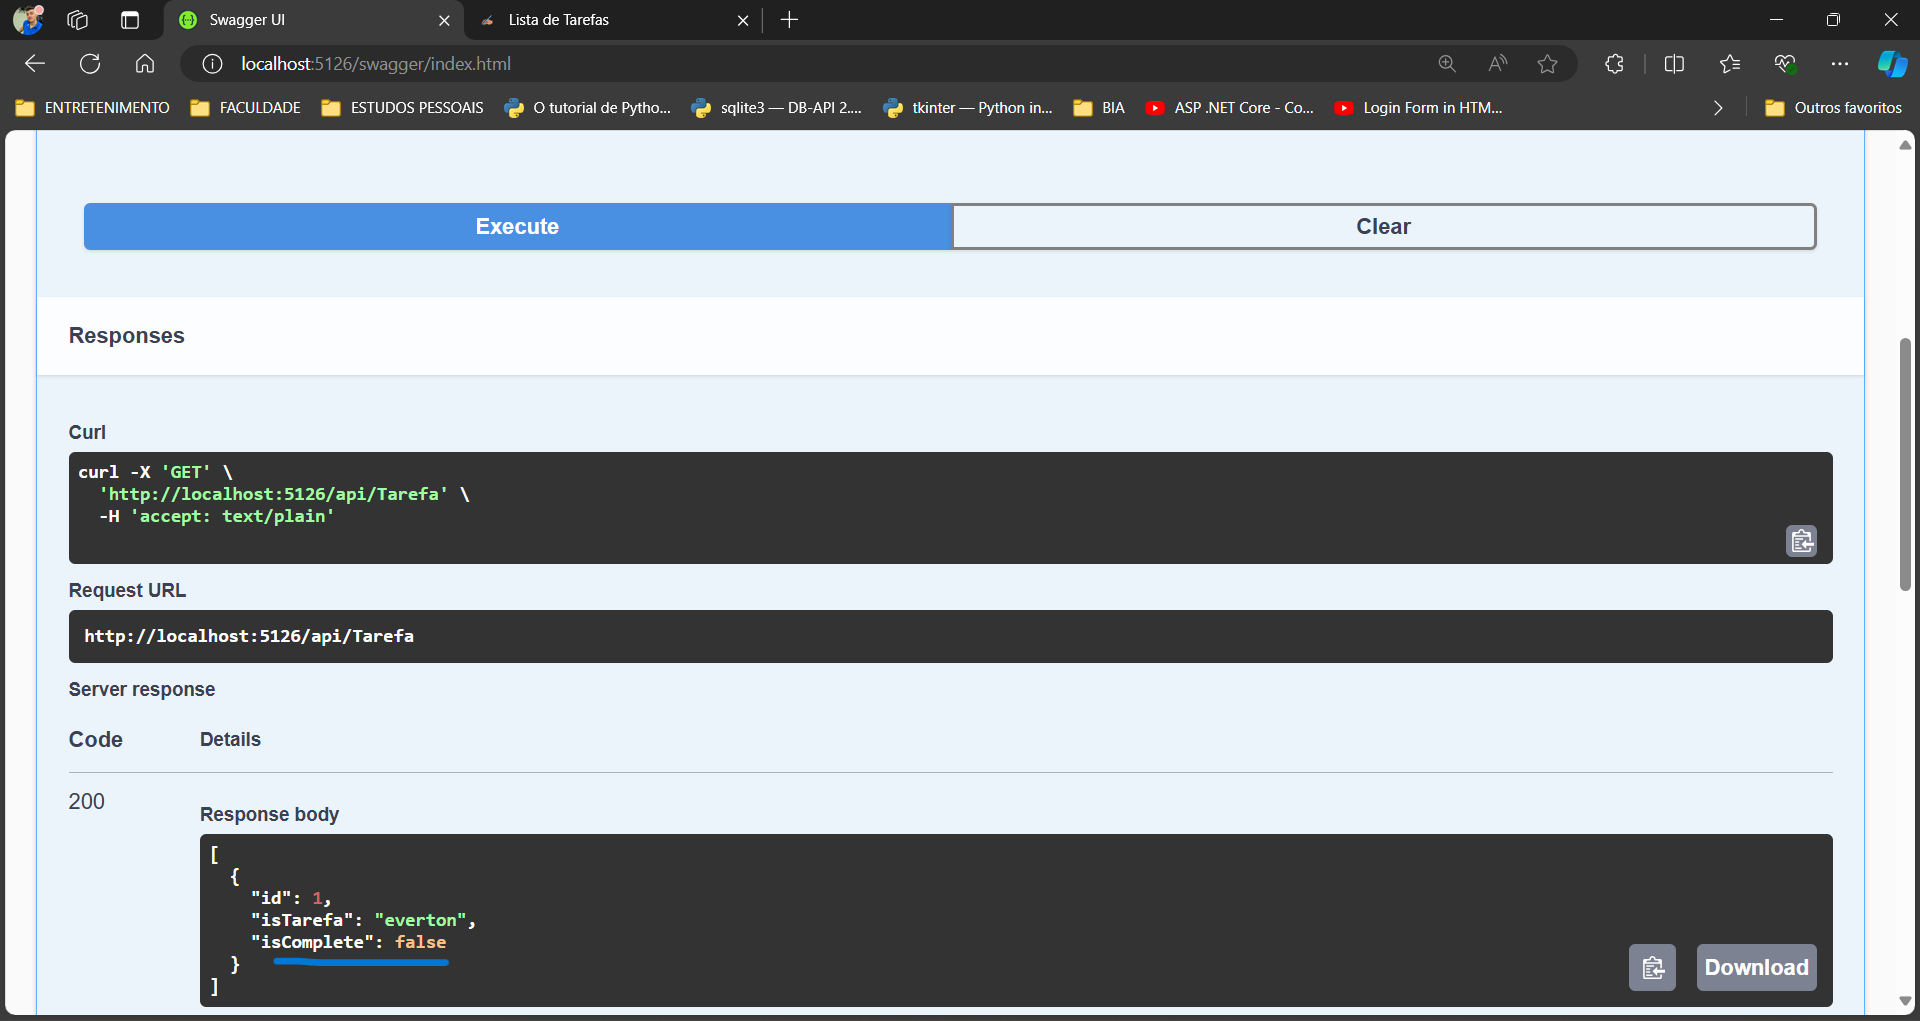 Swagger UI
Lista de Tarefas
localhost:5126/swagger/index.html
ENTRETENIMENTO
FACULDADE
ESTUDOS PESSOAIS
O tutorial de Pytho...
sqlite3 — DB-API 2....
tkinter — Python in...
BIA
ASP .NET Core - Co...
Login Form in HTM...
Outros favoritos
Execute
Clear
Responses
Curl
curl -X 'GET' \
'http://localhost:5126/api/Tarefa' \
-H 'accept: text/plain'
Request URL
http://localhost:5126/api/Tarefa
Server response
Code
Details
200
Response body
[
{
"id": 1,
"isTarefa": "everton",
"isComplete": false
}
]
Download